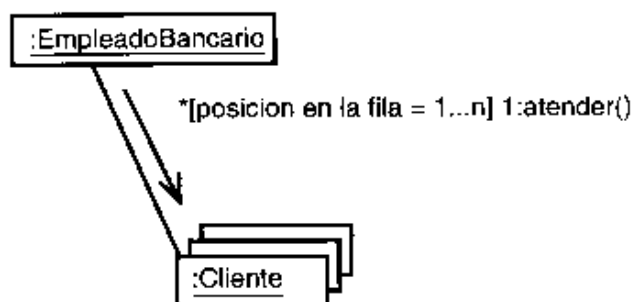 :EmpleadoBancario
*[posicion en la fila = 1,..n] 1:atender()
:Cliente